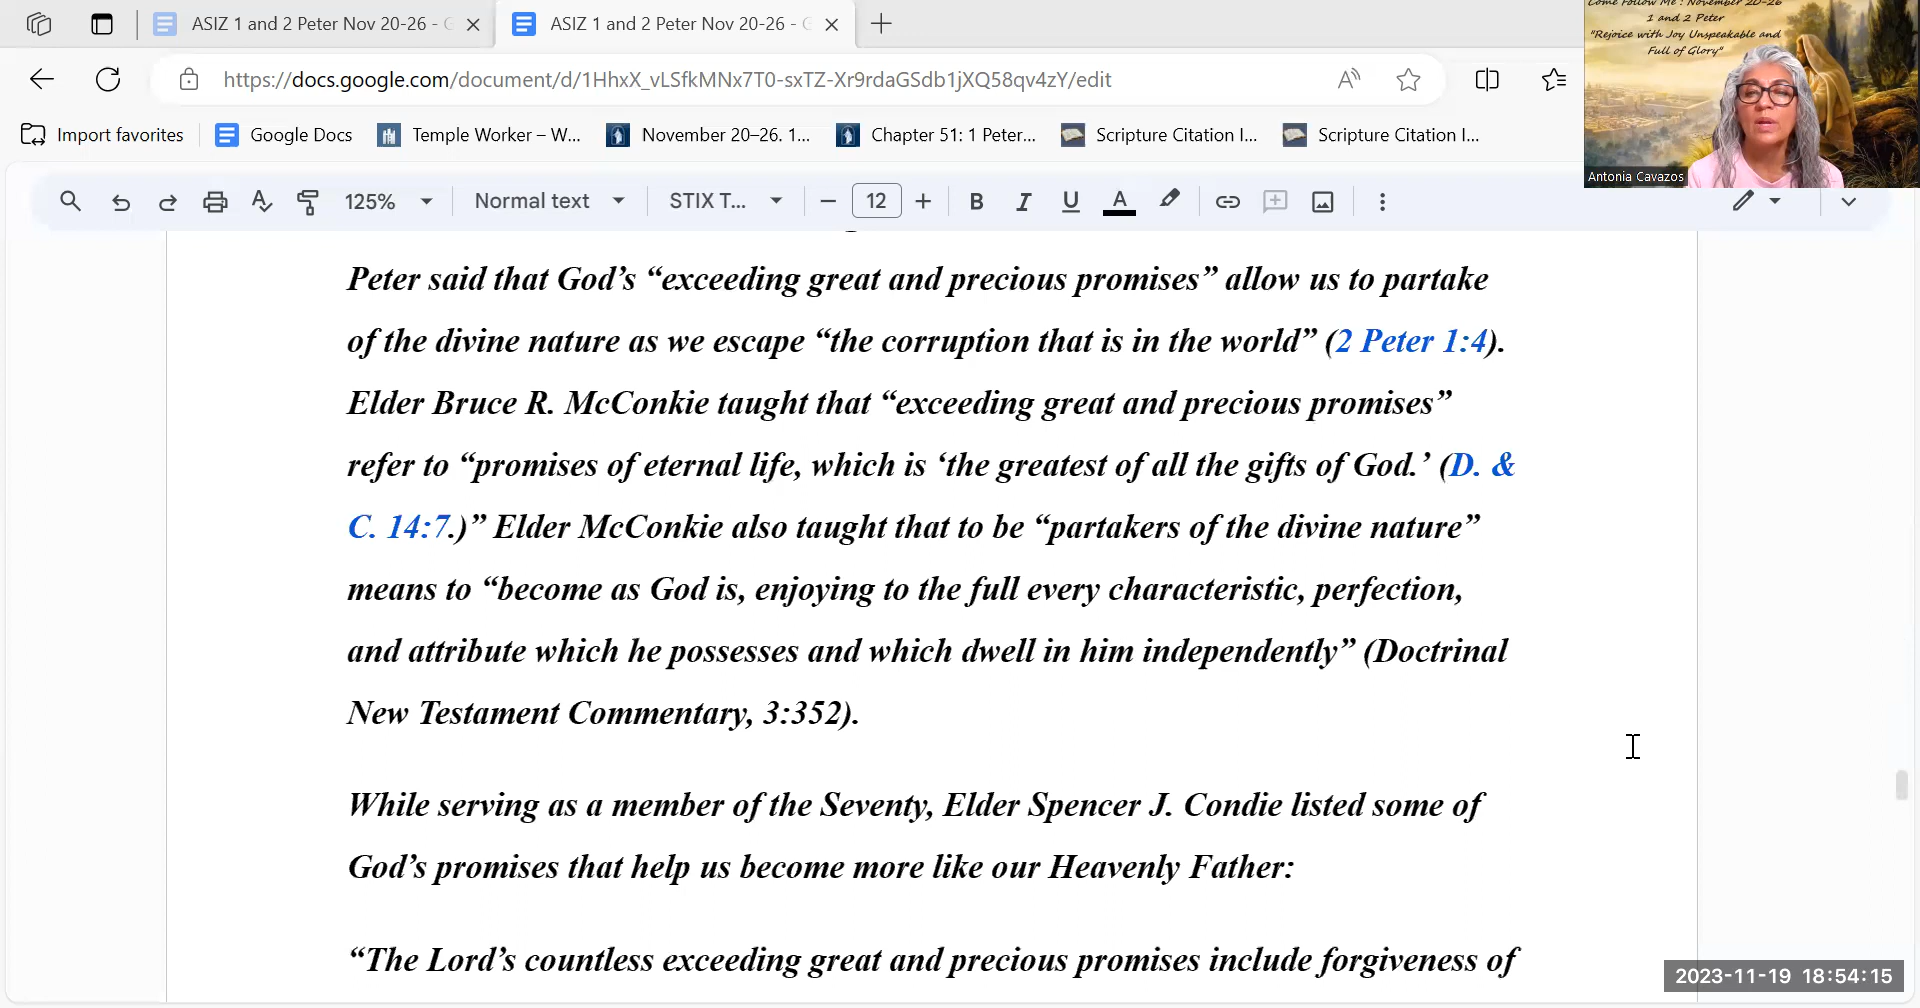 ASIZ 1 and 2 Peter Nov 20-26 - G
ASIZ 1 and 2 Peter Nov 20-26 - G
https://docs.google.com/document/d/1HhxX_vLSfkMNx7T0-sxTZ-Xr9rdaGSdb1jXQ58qv4zY/edit
Import favorites
Google Docs
Temple Worker – W...
November 20–26. 1...
Chapter 51: 1 Peter...
Scripture Citation I...
Scripture Citation I...
Come Follow Me : November 20-26
1 and 2 Peter
"Rejoice with Joy Unspeakable and
Full of Glory"
Antonia Cavazos
125%
Normal text
STIX T...
12
B
I
U
A
Peter said that God’s “exceeding great and precious promises” allow us to partake
of the divine nature as we escape “the corruption that is in the world” (2 Peter 1:4).
Elder Bruce R. McConkie taught that “exceeding great and precious promises”
refer to “promises of eternal life, which is ‘the greatest of all the gifts of God.’ (D. &
C. 14:7.)” Elder McConkie also taught that to be “partakers of the divine nature”
means to “become as God is, enjoying to the full every characteristic, perfection,
and attribute which he possesses and which dwell in him independently” (Doctrinal
New Testament Commentary, 3:352).
While serving as a member of the Seventy, Elder Spencer J. Condie listed some of
God’s promises that help us become more like our Heavenly Father:
“The Lord’s countless exceeding great and precious promises include forgiveness of
2023-11-19 18:54:15